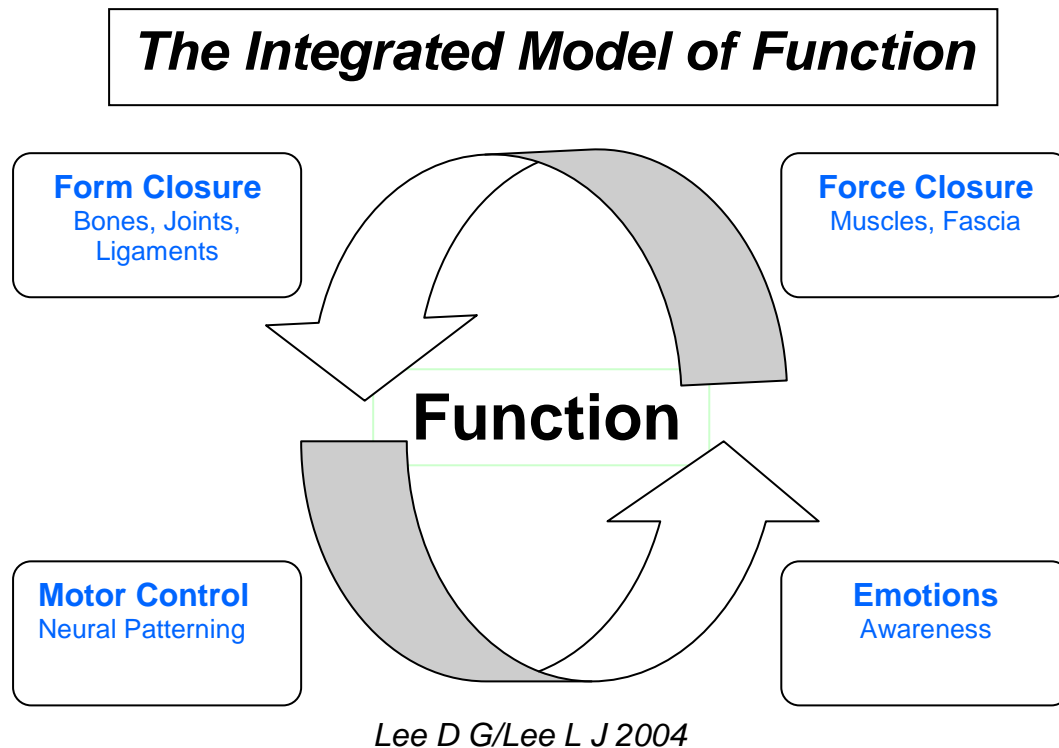 The Integrated Model of Function
Form Closure
Bones, Joints,
Ligaments
Force Closure
Muscles, Fascia
Function
Motor Control
Neural Patterning
Emotions
Awareness
Lee D G/Lee L J 2004